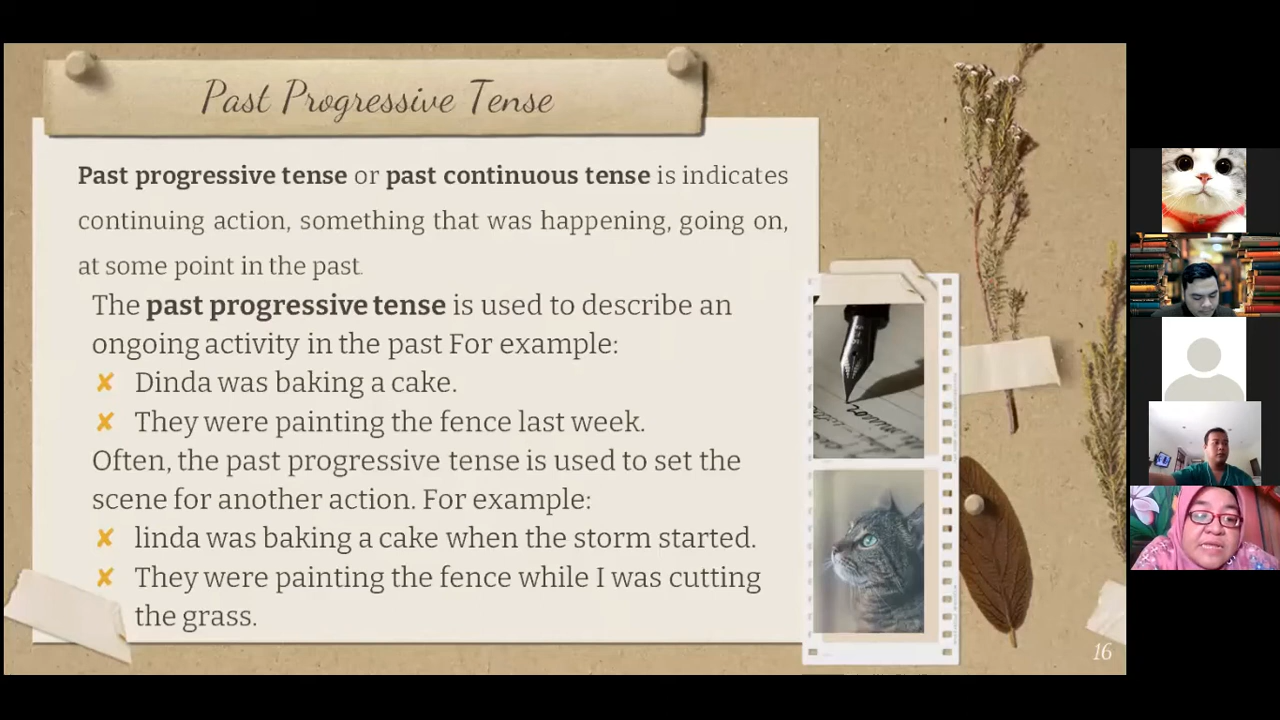 Past Progressive Tense
Past progressive tense or past continuous tense is indicates
continuing action, something that was happening, going on,
at some point in the past.
The past progressive tense is used to describe an
ongoing activity in the past For example:
✘ Dinda was baking a cake.
✘ They were painting the fence last week.
Often, the past progressive tense is used to set the
scene for another action. For example:
✘ linda was baking a cake when the storm started.
✘ They were painting the fence while I was cutting
the grass.
16